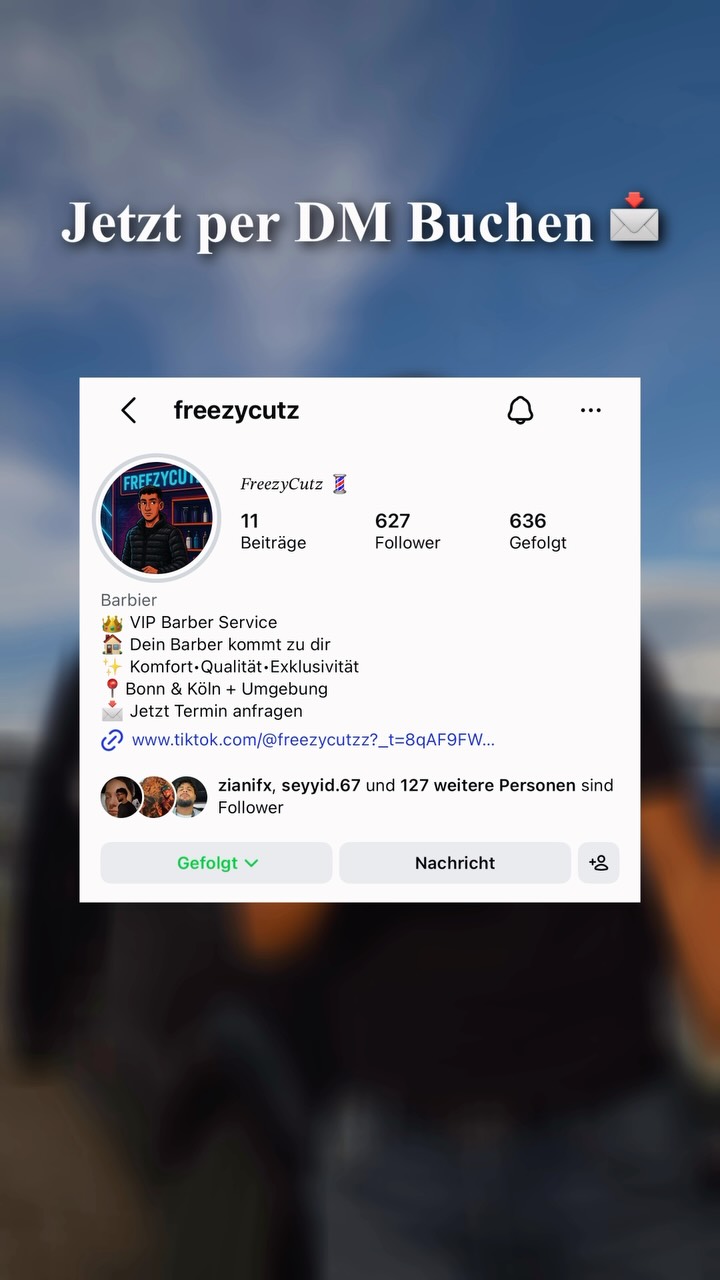 Jetzt per DM Buchen 📩
freezycutz
FREEZYCUT
FreezyCutz 💈
11
627
636
Beiträge
Follower
Gefolgt
Barbier
👑 VIP Barber Service
🏠 Dein Barber kommt zu dir
✨ Komfort•Qualität•Exklusivität
📍Bonn & Köln + Umgebung
📩 Jetzt Termin anfragen
www.tiktok.com/@freezycutzz?_t=8qAF9FW...
zianifx, seyyid.67 und 127 weitere Personen sind
Follower
Gefolgt
Nachricht